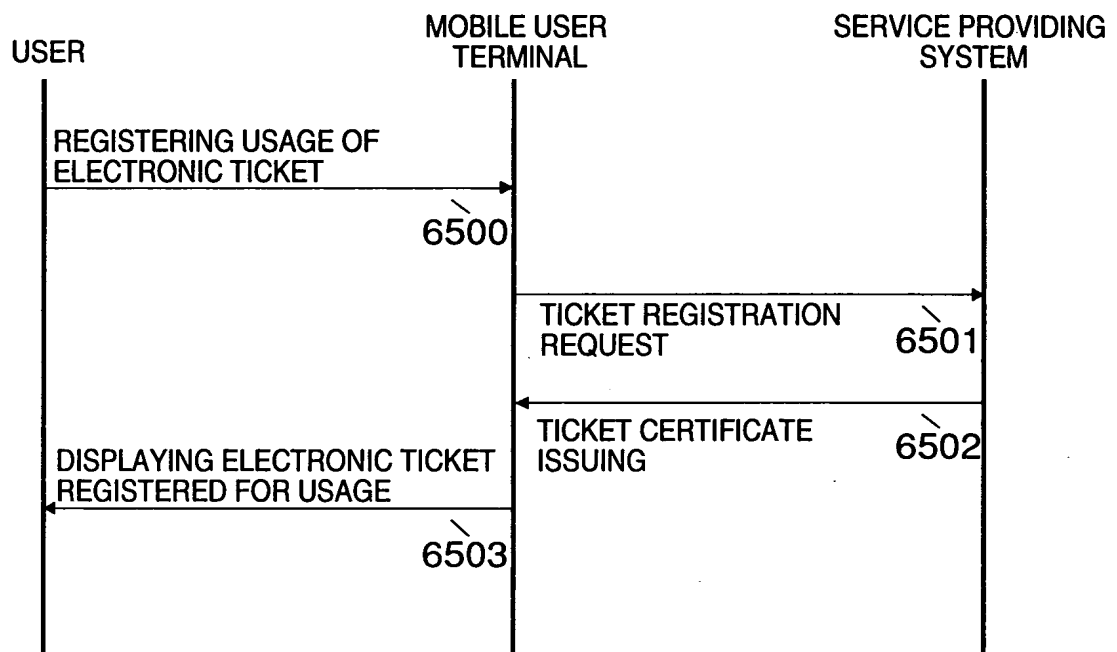 USER
MOBILE USER
TERMINAL
SERVICE PROVIDING
SYSTEM
REGISTERING USAGE OF
ELECTRONIC TICKET
6500
TICKET REGISTRATION
REQUEST
6501
TICKET CERTIFICATE
ISSUING
6502
DISPLAYING ELECTRONIC TICKET
REGISTERED FOR USAGE
6503